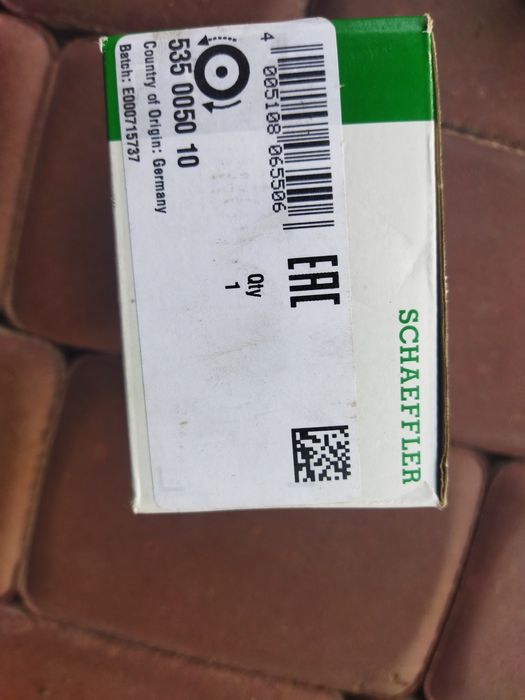 4 005108 065506
535 0050 10
Country of Origin: Germany
Batch: E000715737
EAC
Qty
1
SCHAEFFLER